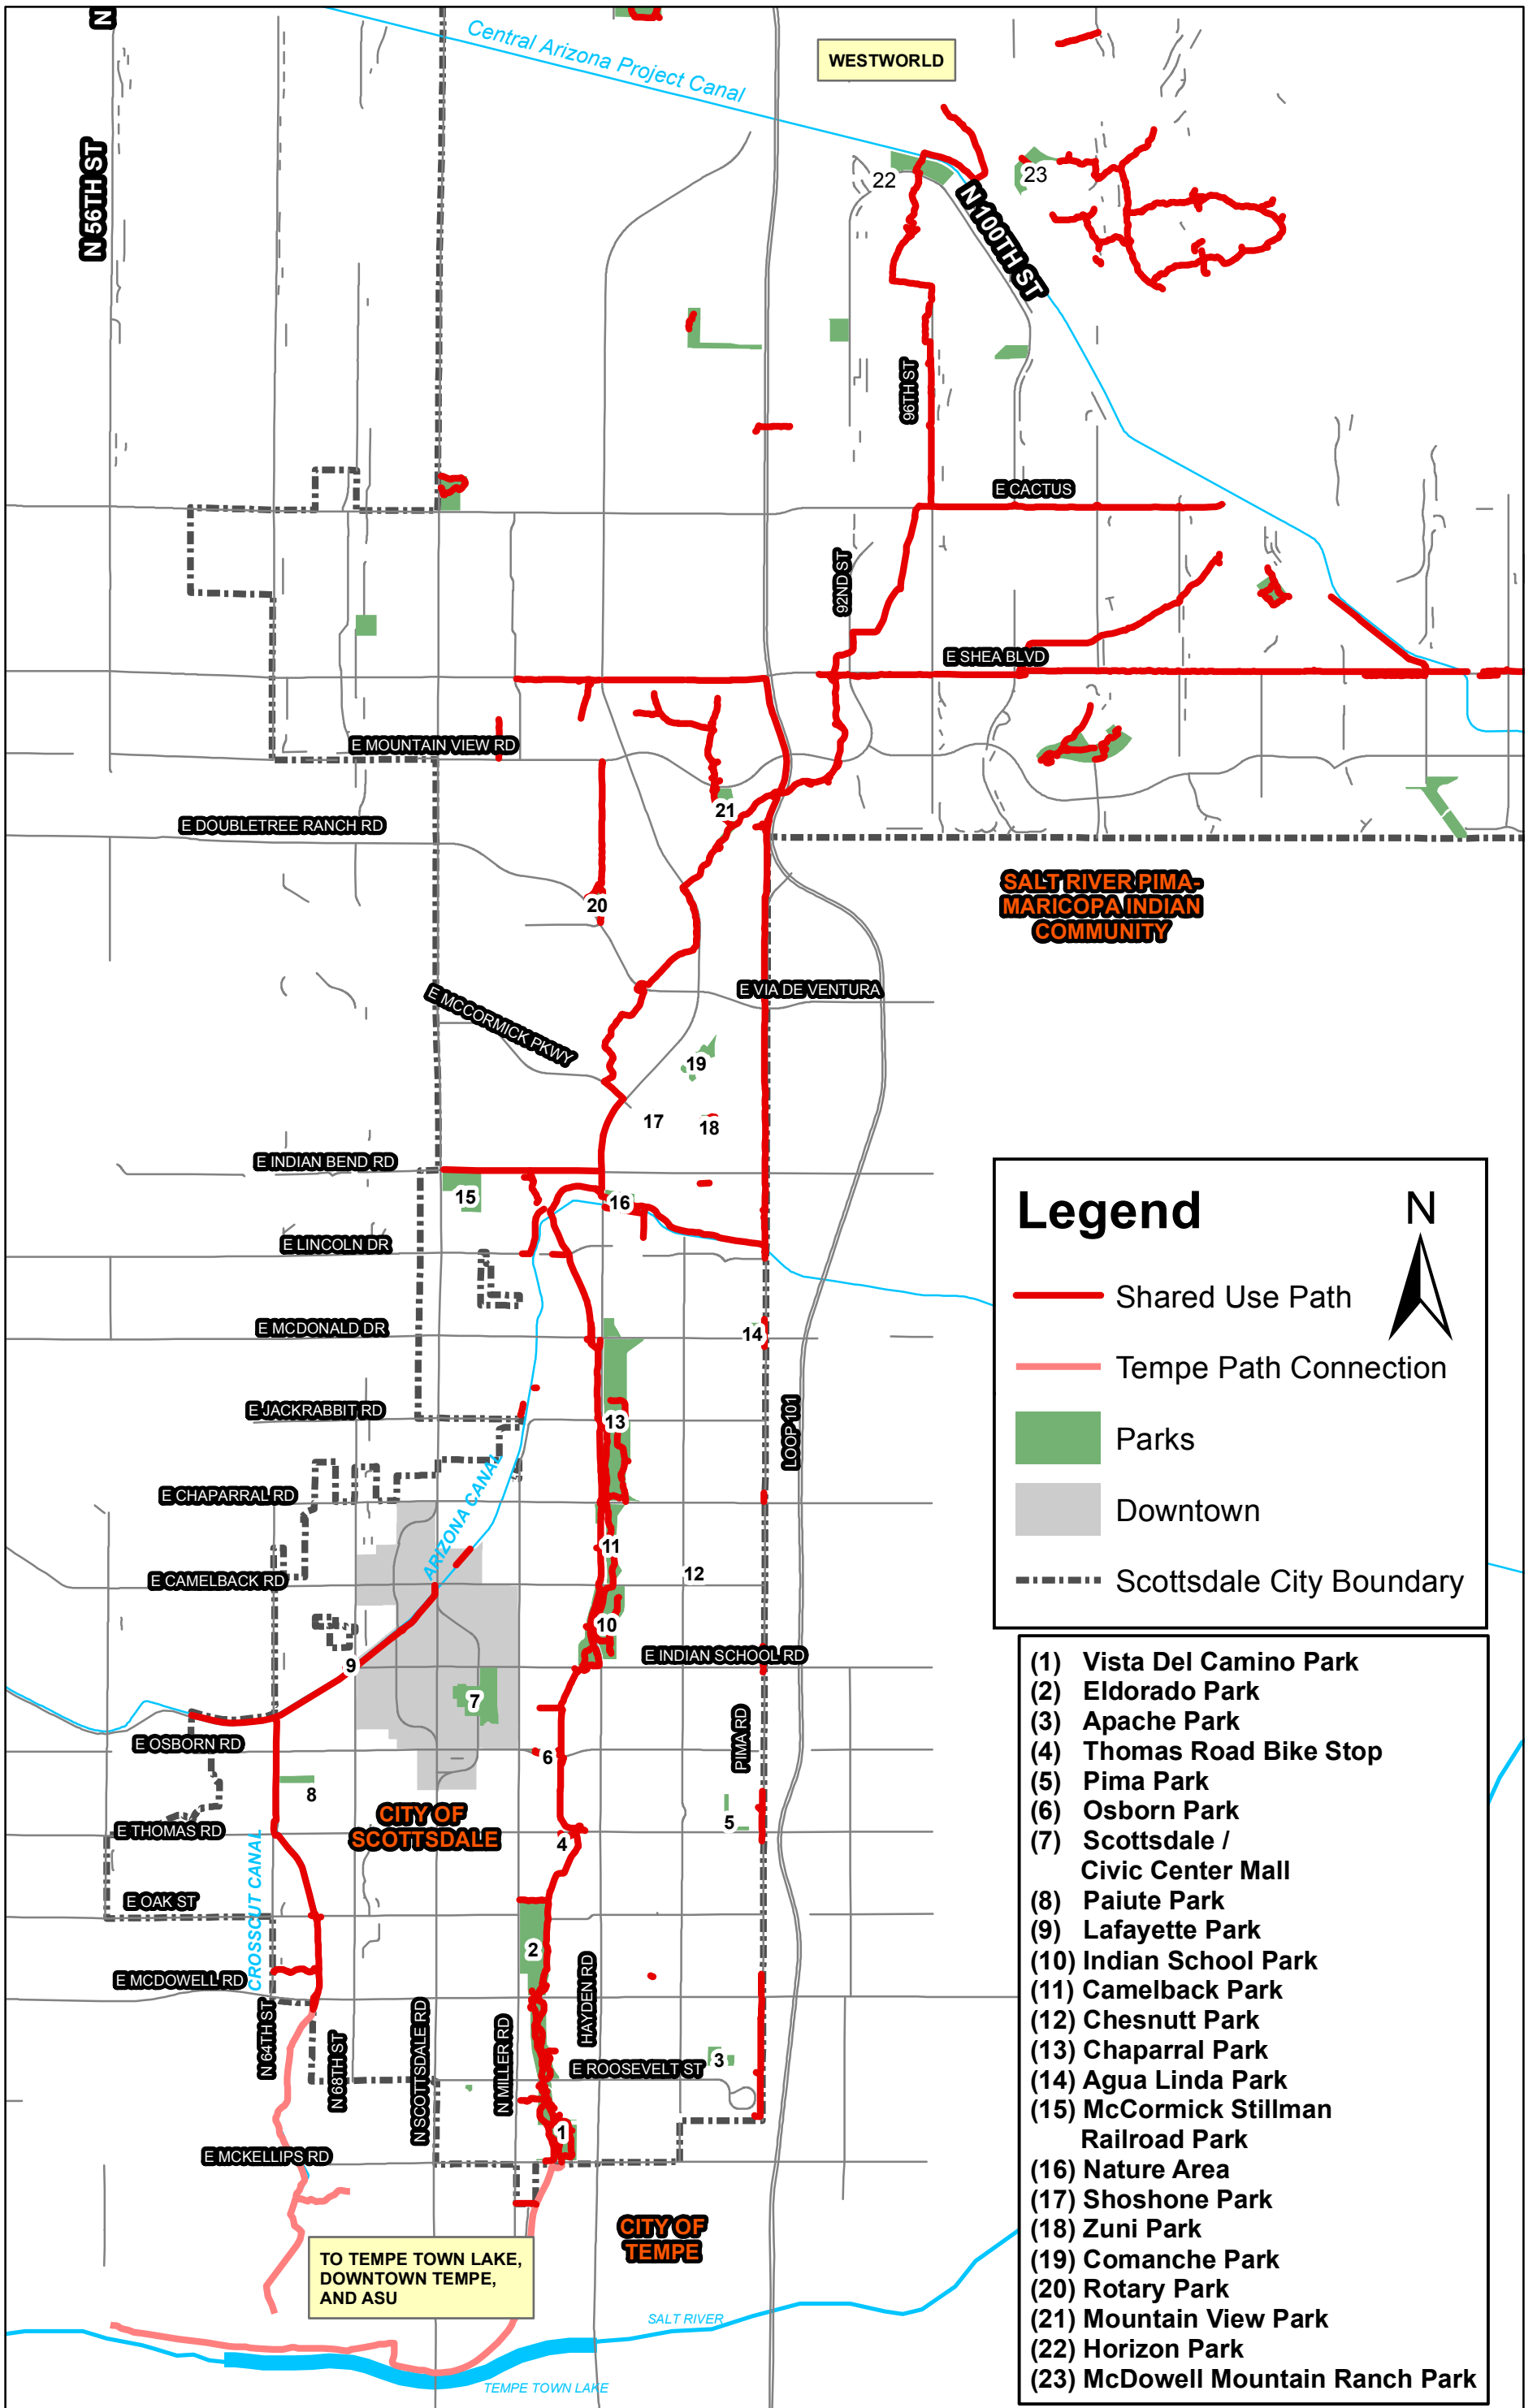 N
Central Arizona Project Canal
WESTWORLD
N 56TH ST
22
23
N 100TH ST
96TH ST
E CACTUS
92ND ST
E SHEA BLVD
E MOUNTAIN VIEW RD
21
E DOUBLETREE RANCH RD
20
SALT RIVER PIMA-
MARICOPA INDIAN
COMMUNITY
E VIA DE VENTURA
E MCCORMICK PKWY
19
17
18
E INDIAN BEND RD
15
16
E LINCOLN DR
E MCDONALD DR
14
E JACKRABBIT RD
13
LOOP 101
ARIZONA CANAL
E CHAPARRAL RD
11
12
E CAMELBACK RD
10
E INDIAN SCHOOL RD
9
7
E OSBORN RD
6
PIMA RD
8
CITY OF
SCOTTSDALE
5
E THOMAS RD
4
CROSSCUT CANAL
E OAK ST
2
HAYDEN RD
E MCDOWELL RD
N 64TH ST
N 68TH ST
N SCOTTSDALE RD
N MILLER RD
E ROOSEVELT ST
3
1
E MCKELLIPS RD
CITY OF
TEMPE
TO TEMPE TOWN LAKE,
DOWNTOWN TEMPE,
AND ASU
SALT RIVER
TEMPE TOWN LAKE
Legend
N
Shared Use Path
Tempe Path Connection
Parks
Downtown
Scottsdale City Boundary
(1) Vista Del Camino Park
(2) Eldorado Park
(3) Apache Park
(4) Thomas Road Bike Stop
(5) Pima Park
(6) Osborn Park
(7) Scottsdale /
Civic Center Mall
(8) Paiute Park
(9) Lafayette Park
(10) Indian School Park
(11) Camelback Park
(12) Chesnutt Park
(13) Chaparral Park
(14) Agua Linda Park
(15) McCormick Stillman
Railroad Park
(16) Nature Area
(17) Shoshone Park
(18) Zuni Park
(19) Comanche Park
(20) Rotary Park
(21) Mountain View Park
(22) Horizon Park
(23) McDowell Mountain Ranch Park